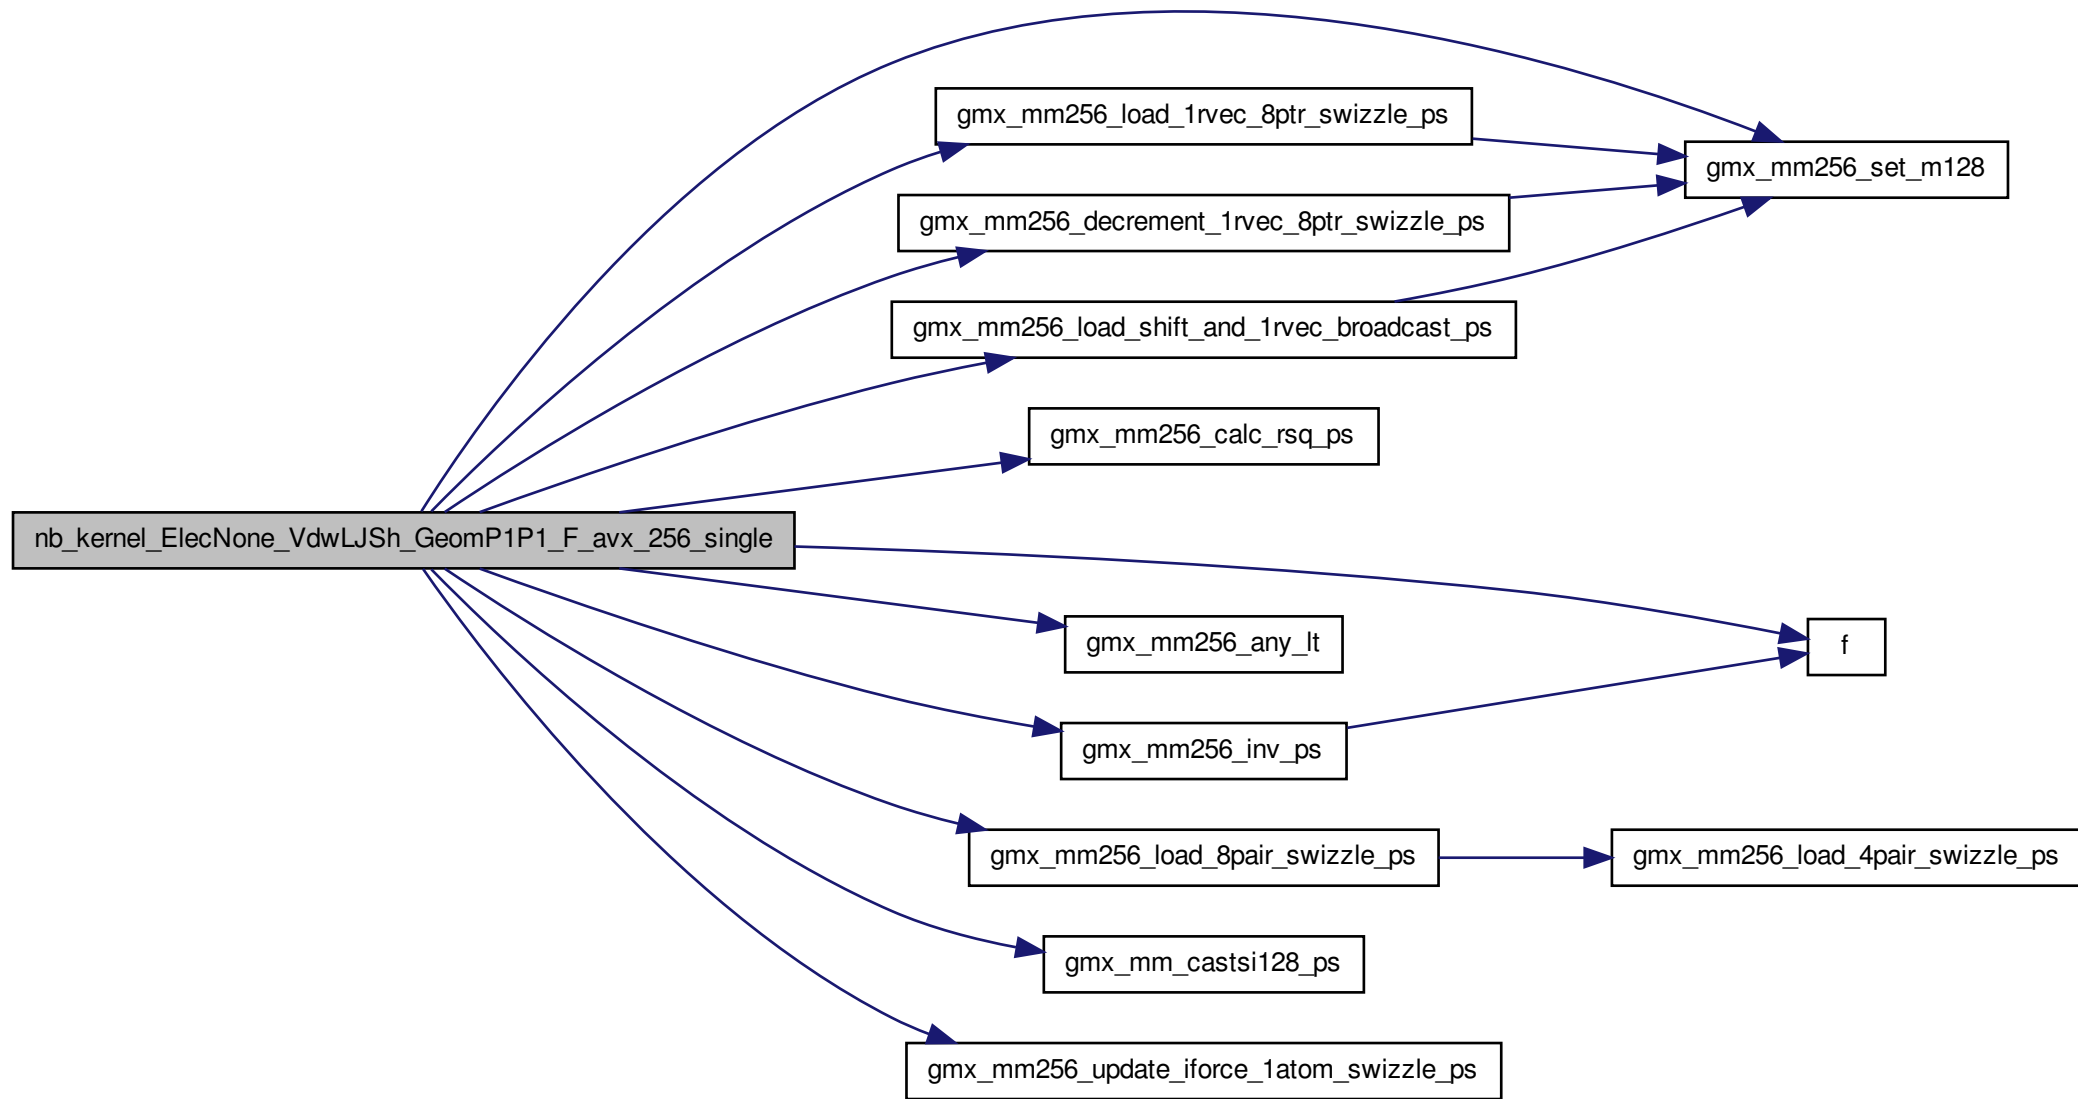 gmx_mm256_load_1rvec_8ptr_swizzle_ps
gmx_mm256_set_m128
gmx_mm256_decrement_1rvec_8ptr_swizzle_ps
gmx_mm256_load_shift_and_1rvec_broadcast_ps
gmx_mm256_calc_rsq_ps
nb_kernel_ElecNone_VdwLJSh_GeomP1P1_F_avx_256_single
gmx_mm256_any_lt
f
gmx_mm256_inv_ps
gmx_mm256_load_8pair_swizzle_ps
gmx_mm256_load_4pair_swizzle_ps
gmx_mm_castsi128_ps
gmx_mm256_update_iforce_1atom_swizzle_ps